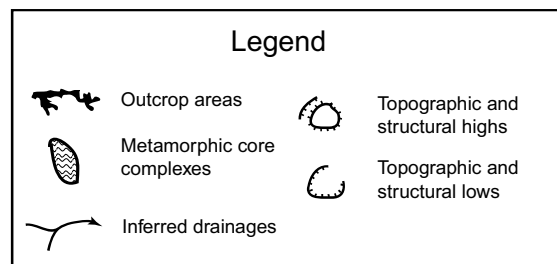 Legend
Outcrop areas
Metamorphic core
complexes
Inferred drainages
Topographic and
structural highs
Topographic and
structural lows